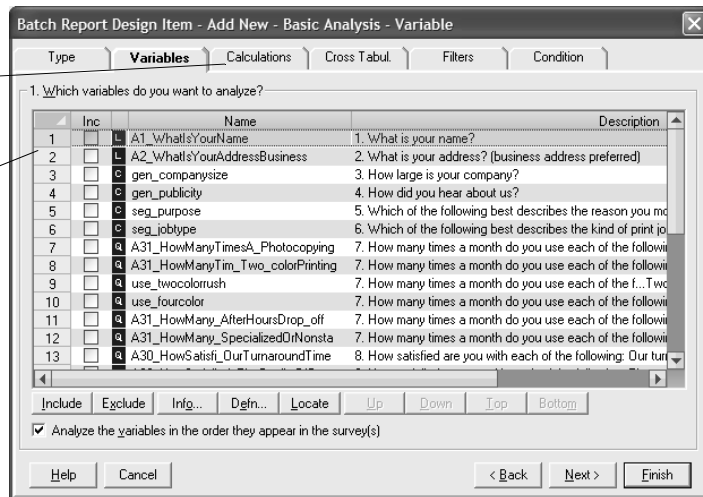 Batch Report Design Item - Add New - Basic Analysis - Variable
Type Variables Calculations Cross Tabul. Filters Condition
1. Which variables do you want to analyze?
Inc Name Description
1 L A1_WhatIsYourName 1. What is your name?
2 L A2_WhatIsYourAddressBusiness 2. What is your address? (business address preferred)
3 C gen_companysize 3. How large is your company?
4 C gen_publicity 4. How did you hear about us?
5 C seg_purpose 5. Which of the following best describes the reason you mo
6 C seg_jobtype 6. Which of the following best describes the kind of print jo
7 Q A31_HowManyTimesA_Photocopying 7. How many times a month do you use each of the followi
8 Q A31_HowManyTim_Two_colorPrinting 7. How many times a month do you use each of the followi
9 Q use_twocolorrush 7. How many times a month do you use each of the f...Two
10 Q use_fourcolor 7. How many times a month do you use each of the followi
11 Q A31_HowMany_AfterHoursDrop_off 7. How many times a month do you use each of the followi
12 Q A31_HowMany_SpecializedOrNonsta 7. How many times a month do you use each of the followi
13 Q A30_HowSatisfi_OurTurnaroundTime 8. How satisfied are you with each of the following: Our turn
Include Exclude Info... Defn... Locate Up Down Top Bottom
Analyze the variables in the order they appear in the survey(s)
Help Cancel < Back Next > Finish